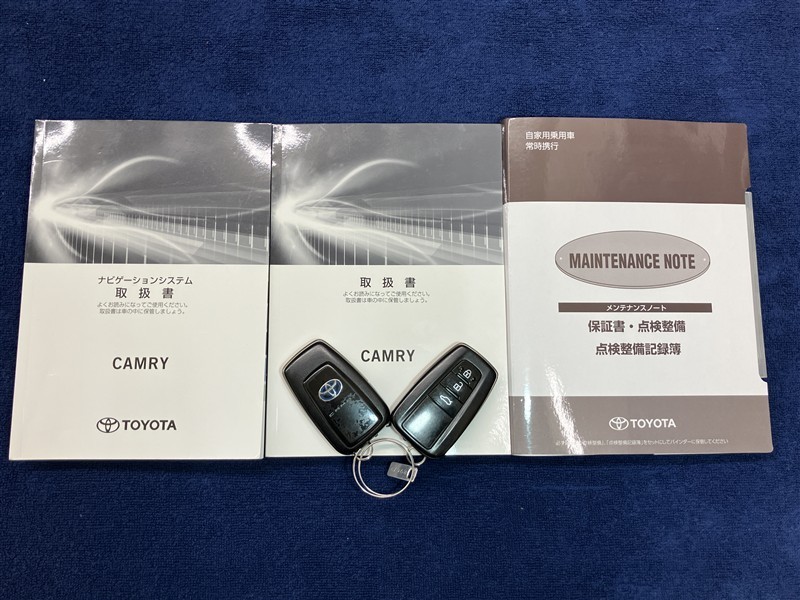 ナビゲーションシステム
取扱書
よくお読みになってご使用ください。
取扱書は車の中に保管しましょう。
CAMRY
TOYOTA
取扱書
よくお読みになってご使用ください。
取扱書は車の中に保管しましょう。
CAMRY
自家用乗用車
常時携行
MAINTENANCE NOTE
メンテナンスノート
保証書・点検整備
点検整備記録簿
TOYOTA